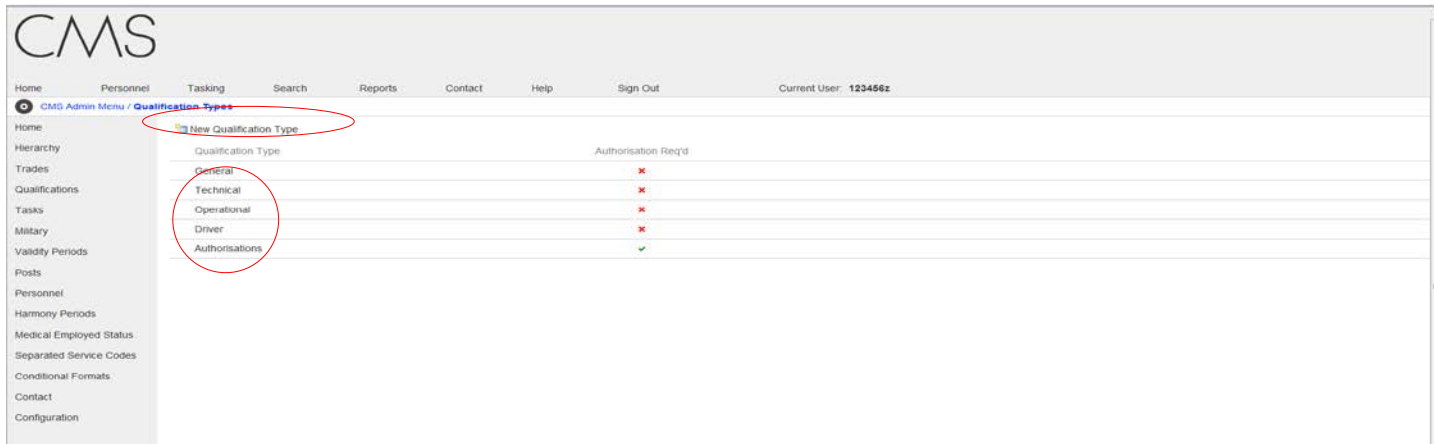 CMS
Home Personnel Tasking Search Reports Contact Help Sign Out Current User: 123456z
CMS Admin Menu / Qualification Types
Home
New Qualification Type
Hierarchy
Qualification Type Authorisation Req'd
Trades
General
Qualifications
Technical
Tasks
Operational
Military
Driver
Validity Periods
Authorisations
Posts
Personnel
Harmony Periods
Medical Employed Status
Separated Service Codes
Conditional Formats
Contact
Configuration